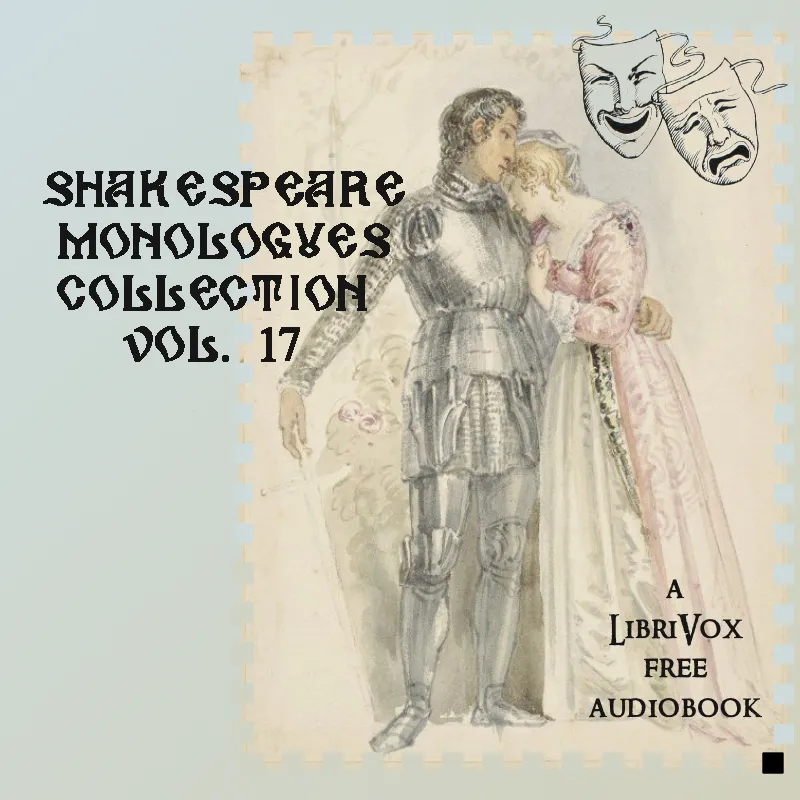 SHAKESPEARE
MONOLOGUES
COLLECTION
VOL. 17
A
LIBRIVOX
FREE
AUDIOBOOK